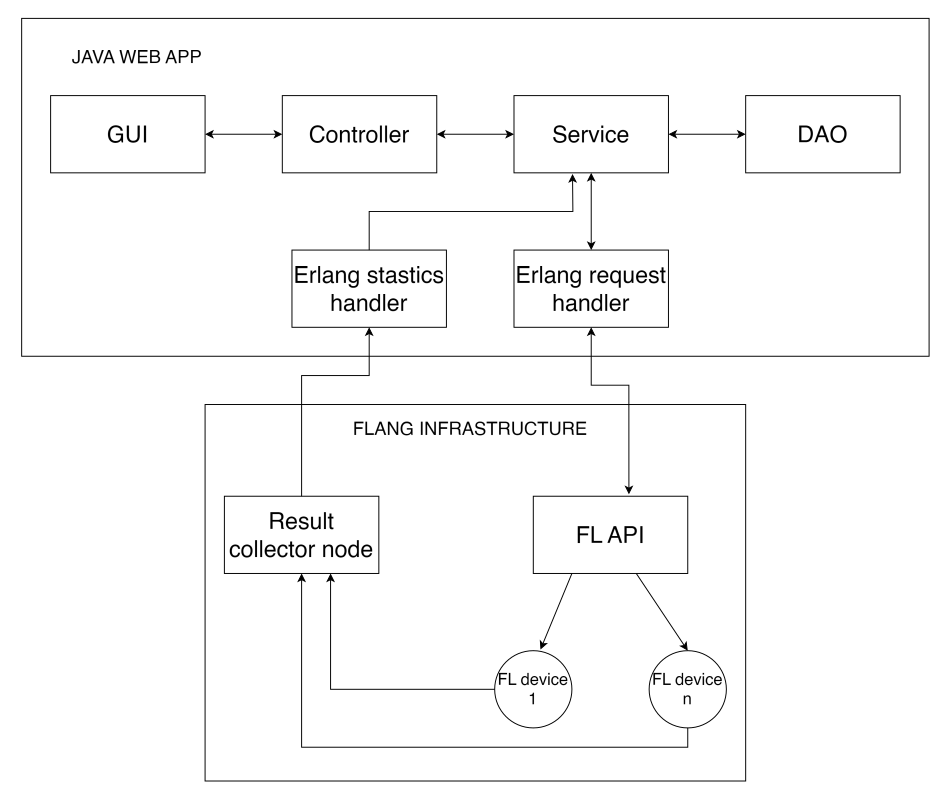 JAVA WEB APP
GUI
Controller
Service
DAO
Erlang stastics
handler
Erlang request
handler
FLANG INFRASTRUCTURE
Result
collector node
FL API
FL device
1
FL device
n